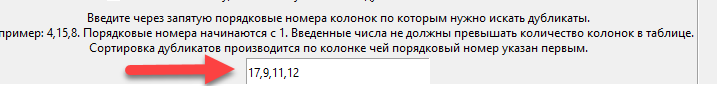 Введите через запятую порядковые номера колонок по которым нужно искать дубликаты.
пример: 4,15,8. Порядковые номера начинаются с 1. Введенные числа не должны превышать количество колонок в таблице.
Сортировка дубликатов производится по колонке чей порядковый номер указан первым.
17,9,11,12